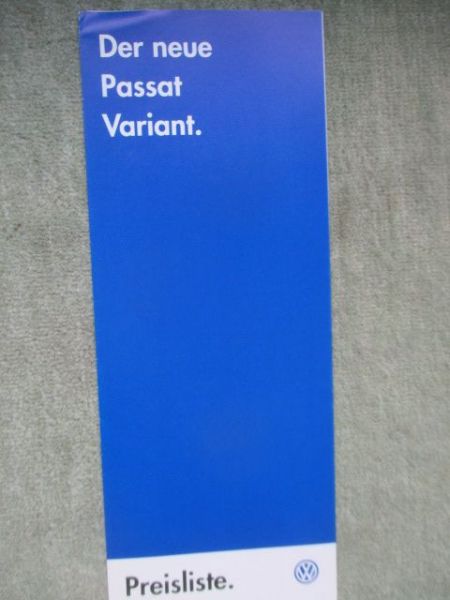 Der neue
Passat
Variant.
Preisliste.